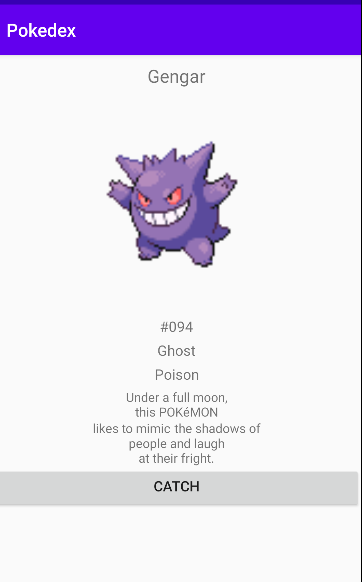 Pokedex
Gengar
#094
Ghost
Poison
Under a full moon,
this POKéMON
likes to mimic the shadows of
people and laugh
at their fright.
CATCH